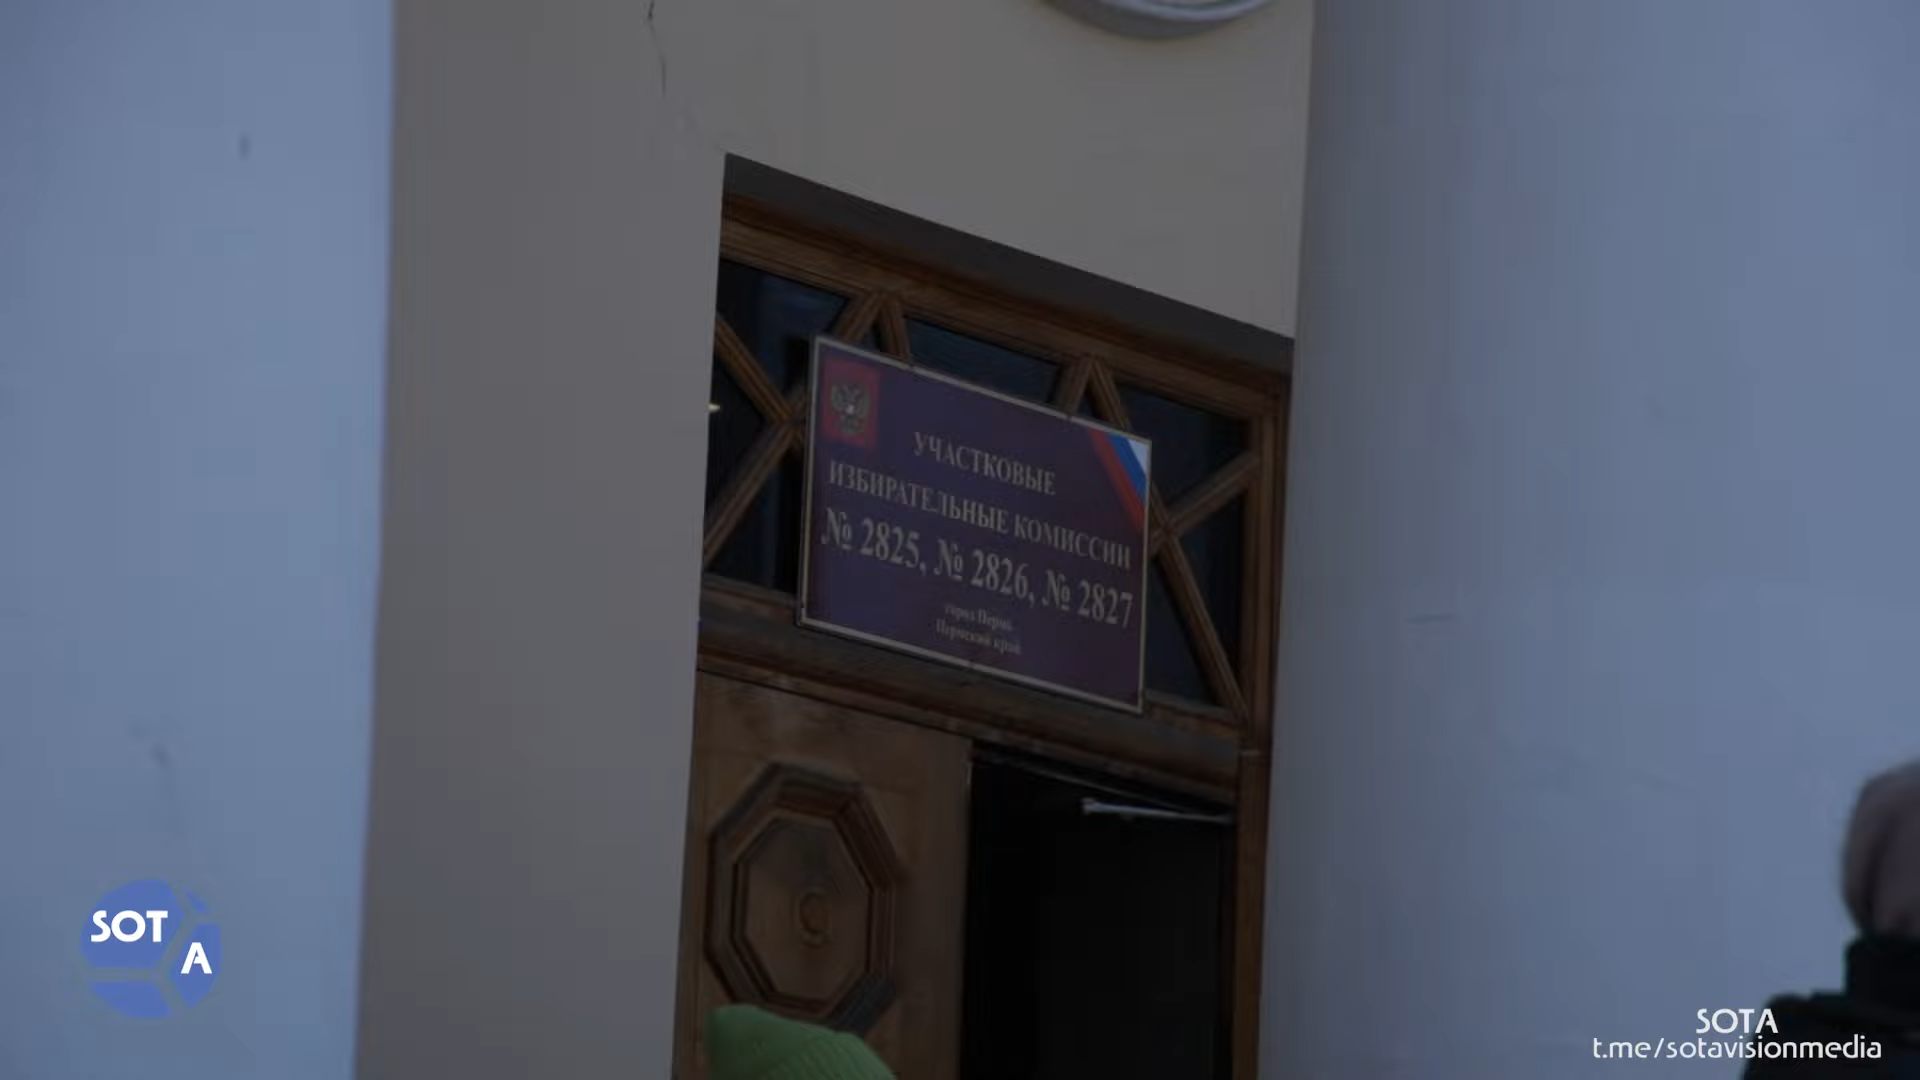 УЧАСТКОВЫЕ
ИЗБИРАТЕЛЬНЫЕ КОМИССИИ
№ 2825, № 2826, № 2827
город Пермь
Пермский край
SOT
A
SOTA
t.me/sotavisionmedia